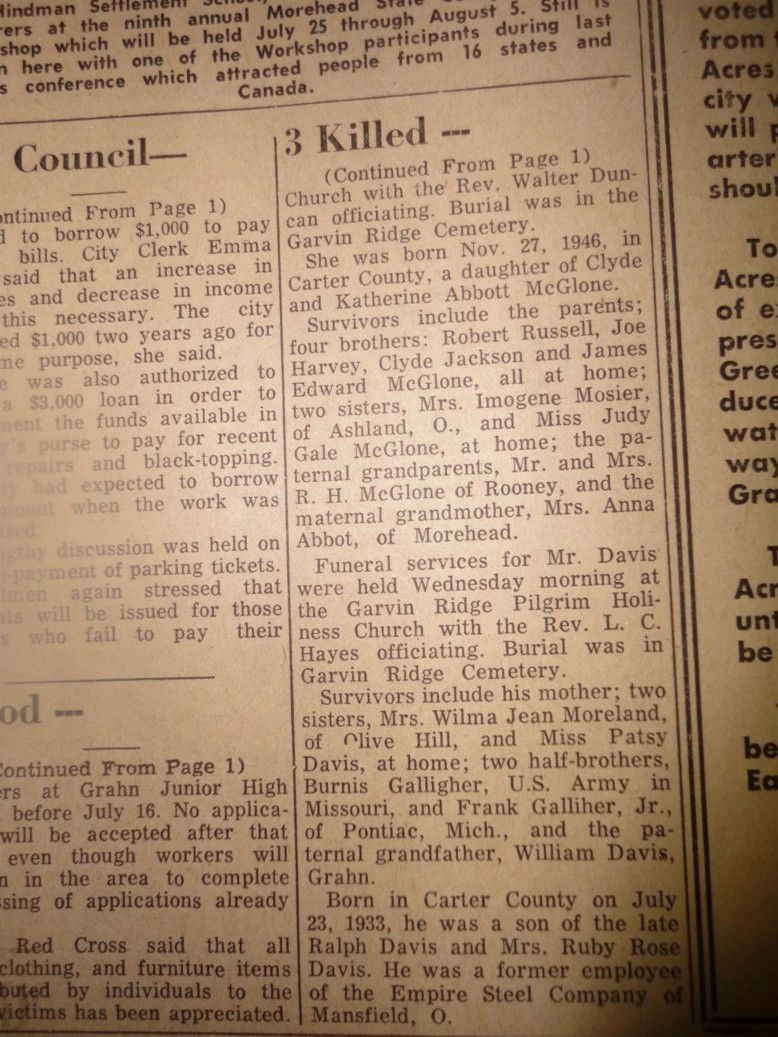 Hindman Settlement
at the ninth annual Morehead State
shop which will be held July 25 through August 5. Still is
here with one of the Workshop participants during last
conference which attracted people from 16 states and
Canada.
Council—
(Continued From Page 1)
to borrow $1,000 to pay
bills. City Clerk Emma
said that an increase in
and decrease in income
this necessary. The city
$1,000 two years ago for
purpose, she said.
was also authorized to
a $3,000 loan in order to
the funds available in
purse to pay for recent
repairs and black-topping.
had expected to borrow
amount when the work was
discussion was held on
payment of parking tickets.
again stressed that
will be issued for those
who fail to pay their
od ---
Continued From Page 1)
at Grahn Junior High
before July 16. No applica-
will be accepted after that
even though workers will
in the area to complete
of applications already
Red Cross said that all
clothing, and furniture items
by individuals to the
victims has been appreciated.
3 Killed ---
(Continued From Page 1)
Church with the Rev. Walter Dun-
can officiating. Burial was in the
Garvin Ridge Cemetery.
She was born Nov. 27, 1946, in
Carter County, a daughter of Clyde
and Katherine Abbott McGlone.
Survivors include the parents;
four brothers: Robert Russell, Joe
Harvey, Clyde Jackson and James
Edward McGlone, all at home;
two sisters, Mrs. Imogene Mosier,
of Ashland, O., and Miss Judy
Gale McGlone, at home; the pa-
ternal grandparents, Mr. and Mrs.
R. H. McGlone of Rooney, and the
maternal grandmother, Mrs. Anna
Abbot, of Morehead.
Funeral services for Mr. Davis
were held Wednesday morning at
the Garvin Ridge Pilgrim Holi-
ness Church with the Rev. L. C.
Hayes officiating. Burial was in
Garvin Ridge Cemetery.
Survivors include his mother; two
sisters, Mrs. Wilma Jean Moreland,
of Olive Hill, and Miss Patsy
Davis, at home; two half-brothers,
Burnis Galligher, U.S. Army in
Missouri, and Frank Galliher, Jr.,
of Pontiac, Mich., and the pa-
ternal grandfather, William Davis,
Grahn.
Born in Carter County on July
23, 1933, he was a son of the late
Ralph Davis and Mrs. Ruby Rose
Davis. He was a former employee
of the Empire Steel Company of
Mansfield, O.
voted
from
Acres
city
will
arter
shoul
To
Acre
of e
pres
Gree
duce
wat
way
Gra
T
Acr
unt
be
be
Ea